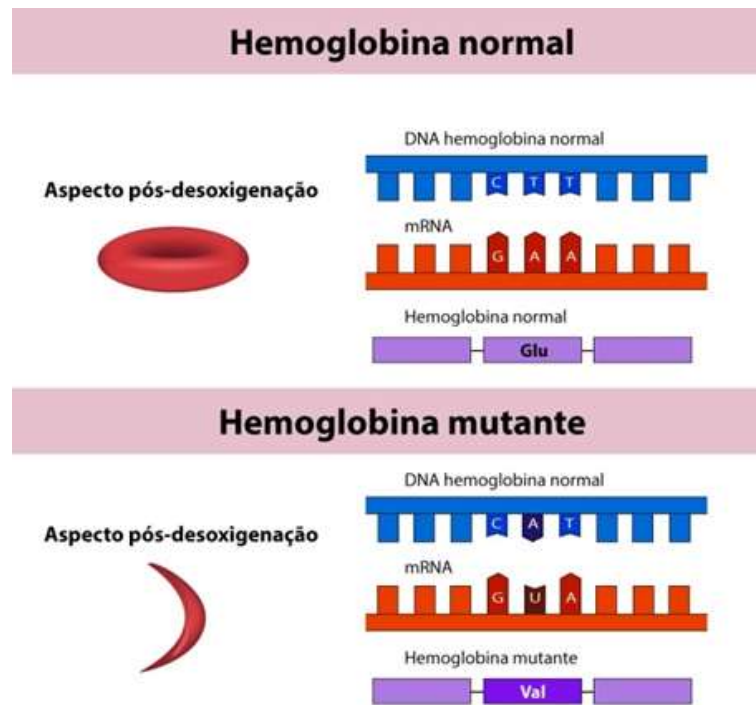 Hemoglobina normal
DNA hemoglobina normal
C T T
Aspecto pós-desoxigenação
mRNA
G A A
Hemoglobina normal
Glu
Hemoglobina mutante
DNA hemoglobina normal
C A T
Aspecto pós-desoxigenação
mRNA
G U A
Hemoglobina mutante
Val